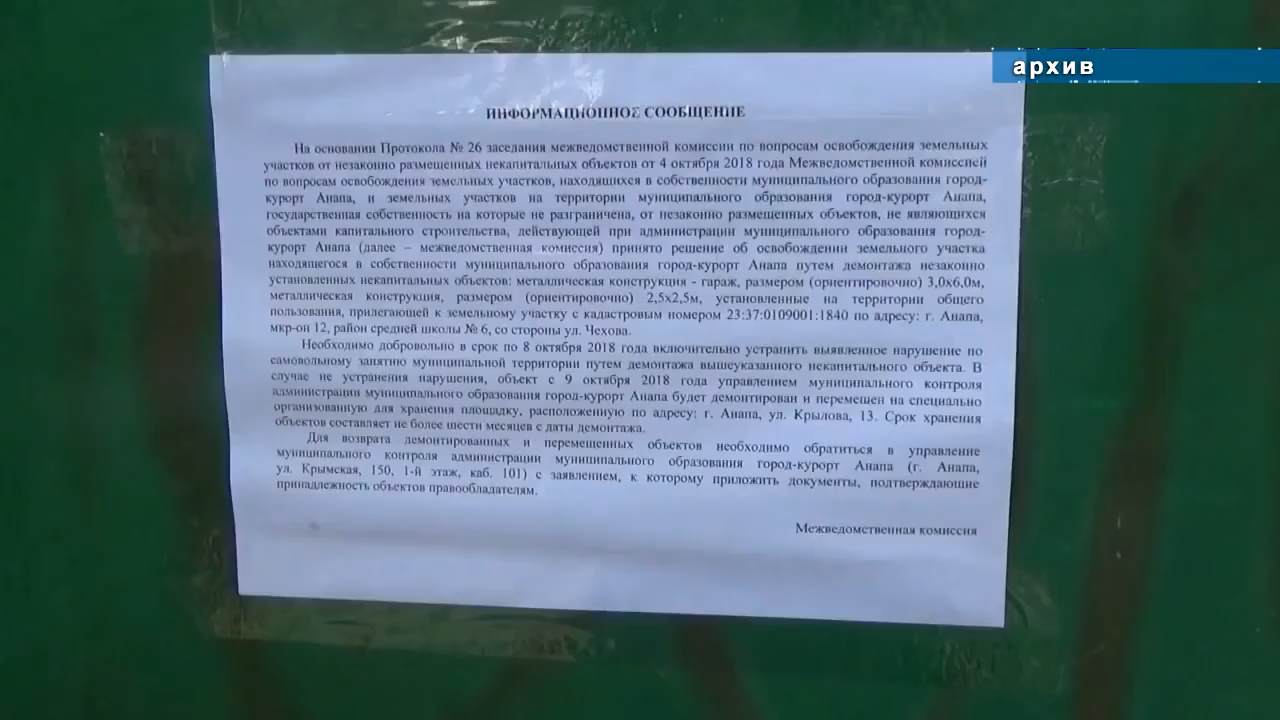 архив
ИНФОРМАЦИОННОЕ СООБЩЕНИЕ
На основании Протокола № 26 заседания межведомственной комиссии по вопросам освобождения земельных
участков от незаконно размещенных некапитальных объектов от 4 октября 2018 года Межведомственной комиссией
по вопросам освобождения земельных участков, находящихся в собственности муниципального образования город-
курорт Анапа, и земельных участков на территории муниципального образования город-курорт Анапа,
государственная собственность на которые не разграничена, от незаконно размещенных объектов, не являющихся
объектами капитального строительства, действующей при администрации муниципального образования город-
курорт Анапа (далее – межведомственная комиссия) принято решение об освобождении земельного участка
находящегося в собственности муниципального образования город-курорт Анапа путем демонтажа незаконно
установленных некапитальных объектов: металлическая конструкция - гараж, размером (ориентировочно) 3,0х6,0м,
металлическая конструкция, размером (ориентировочно) 2,5х2,5м, установленные на территории общего
пользования, прилегающей к земельному участку с кадастровым номером 23:37:0109001:1840 по адресу: г. Анапа,
мкр-он 12, район средней школы № 6, со стороны ул. Чехова.
Необходимо добровольно в срок по 8 октября 2018 года включительно устранить выявленное нарушение по
самовольному занятию муниципальной территории путем демонтажа вышеуказанного некапитального объекта. В
случае не устранения нарушения, объект с 9 октября 2018 года управлением муниципального контроля
администрации муниципального образования город-курорт Анапа будет демонтирован и перемешен на специально
организованную для хранения площадку, расположенную по адресу: г. Анапа, ул. Крылова, 13. Срок хранения
объектов составляет не более шести месяцев с даты демонтажа.
Для возврата демонтированных и перемещенных объектов необходимо обратиться в управление
муниципального контроля администрации муниципального образования город-курорт Анапа (г. Анапа,
ул. Крымская, 150, 1-й этаж, каб. 101) с заявлением, к которому приложить документы, подтверждающие
принадлежность объектов правообладателям.
Межведомственная комиссия